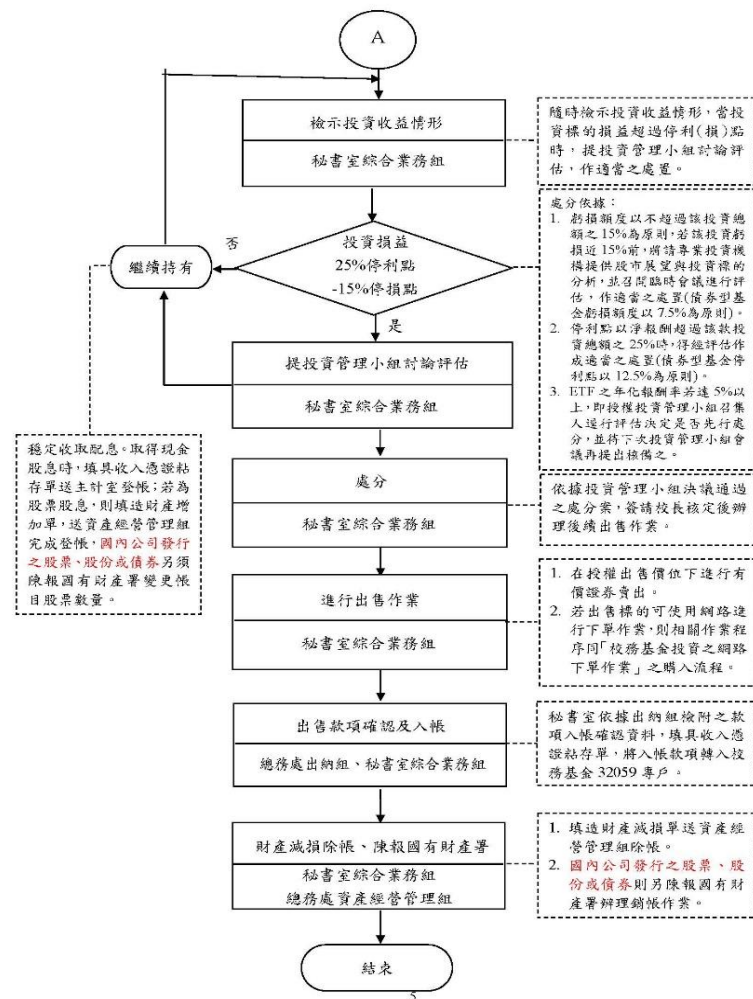 A
檢示投資收益情形
秘書室綜合業務組
隨時檢示投資收益情形,當投
資標的損益超過停利(損)點
時,提投資管理小組討論評
估,作適當之處置。
投資損益
25%停利點
-15%停損點
否
是
繼續持有
處分依據:
1. 虧損額度以不超過該投資總
額之15%為原則,若該投資虧
損近15%前,將請專業投資機
構提供股市展望與投資標的
分析,並召開臨時會議進行評
估,作適當之處置(債券型基
金虧損額度以7.5%為原則)。
2. 停利點以淨報酬超過該款投
資總額之25%時,得經評估作
成適當之處置(債券型基金停
利點以12.5%為原則)。
3. ETF之年化報酬率若達5%以
上,即授權投資管理小組召集
人逕行評估決定是否先行處
分,並待下次投資管理小組會
議再提出核備之。
提投資管理小組討論評估
秘書室綜合業務組
穩定收取配息。取得現金
股息時,填具收入憑證粘
存單送主計室登帳;若為
股票股息,則填造財產增
加單,送資產經營管理組
完成登帳,國內公司發行
之股票、股份或債券另須
陳報國有財產署變更帳
目股票數量。
處分
秘書室綜合業務組
依據投資管理小組決議通過
之處分案,簽請校長核定後辦
理後續出售作業。
進行出售作業
秘書室綜合業務組
1. 在授權出售價位下進行有
價證券賣出。
2. 若出售標的可使用網路進
行下單作業,則相關作業程
序同「校務基金投資之網路
下單作業」之購入流程。
出售款項確認及入帳
總務處出納組、秘書室綜合業務組
秘書室依據出納組檢附之款
項入帳確認資料,填具收入憑
證粘存單,將入帳款項轉入校
務基金32059專戶。
財產減損除帳、陳報國有財產署
秘書室綜合業務組
總務處資產經營管理組
1. 填造財產減損單送資產經
營管理組除帳。
2. 國內公司發行之股票、股
份或債券則另陳報國有財
產署辦理銷帳作業。
結束
5